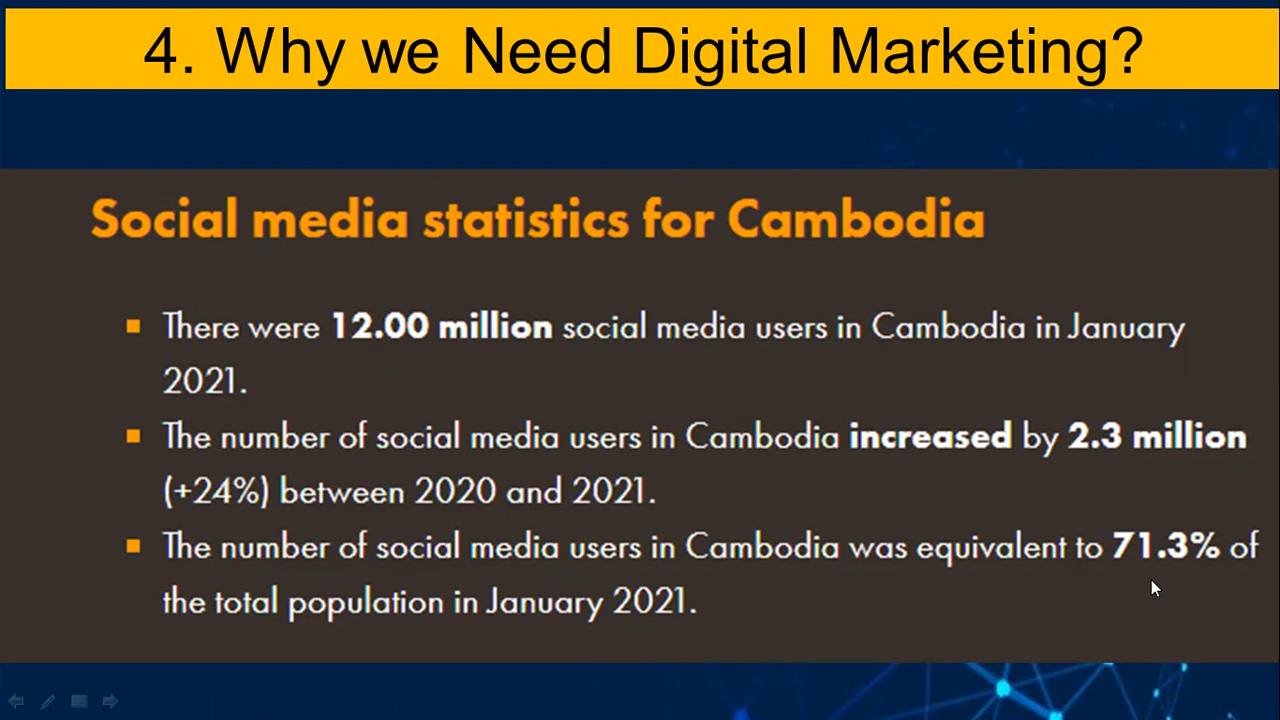 4. Why we Need Digital Marketing?
Social media statistics for Cambodia
There were 12.00 million social media users in Cambodia in January
2021.
The number of social media users in Cambodia increased by 2.3 million
(+24%) between 2020 and 2021.
The number of social media users in Cambodia was equivalent to 71.3% of
the total population in January 2021.